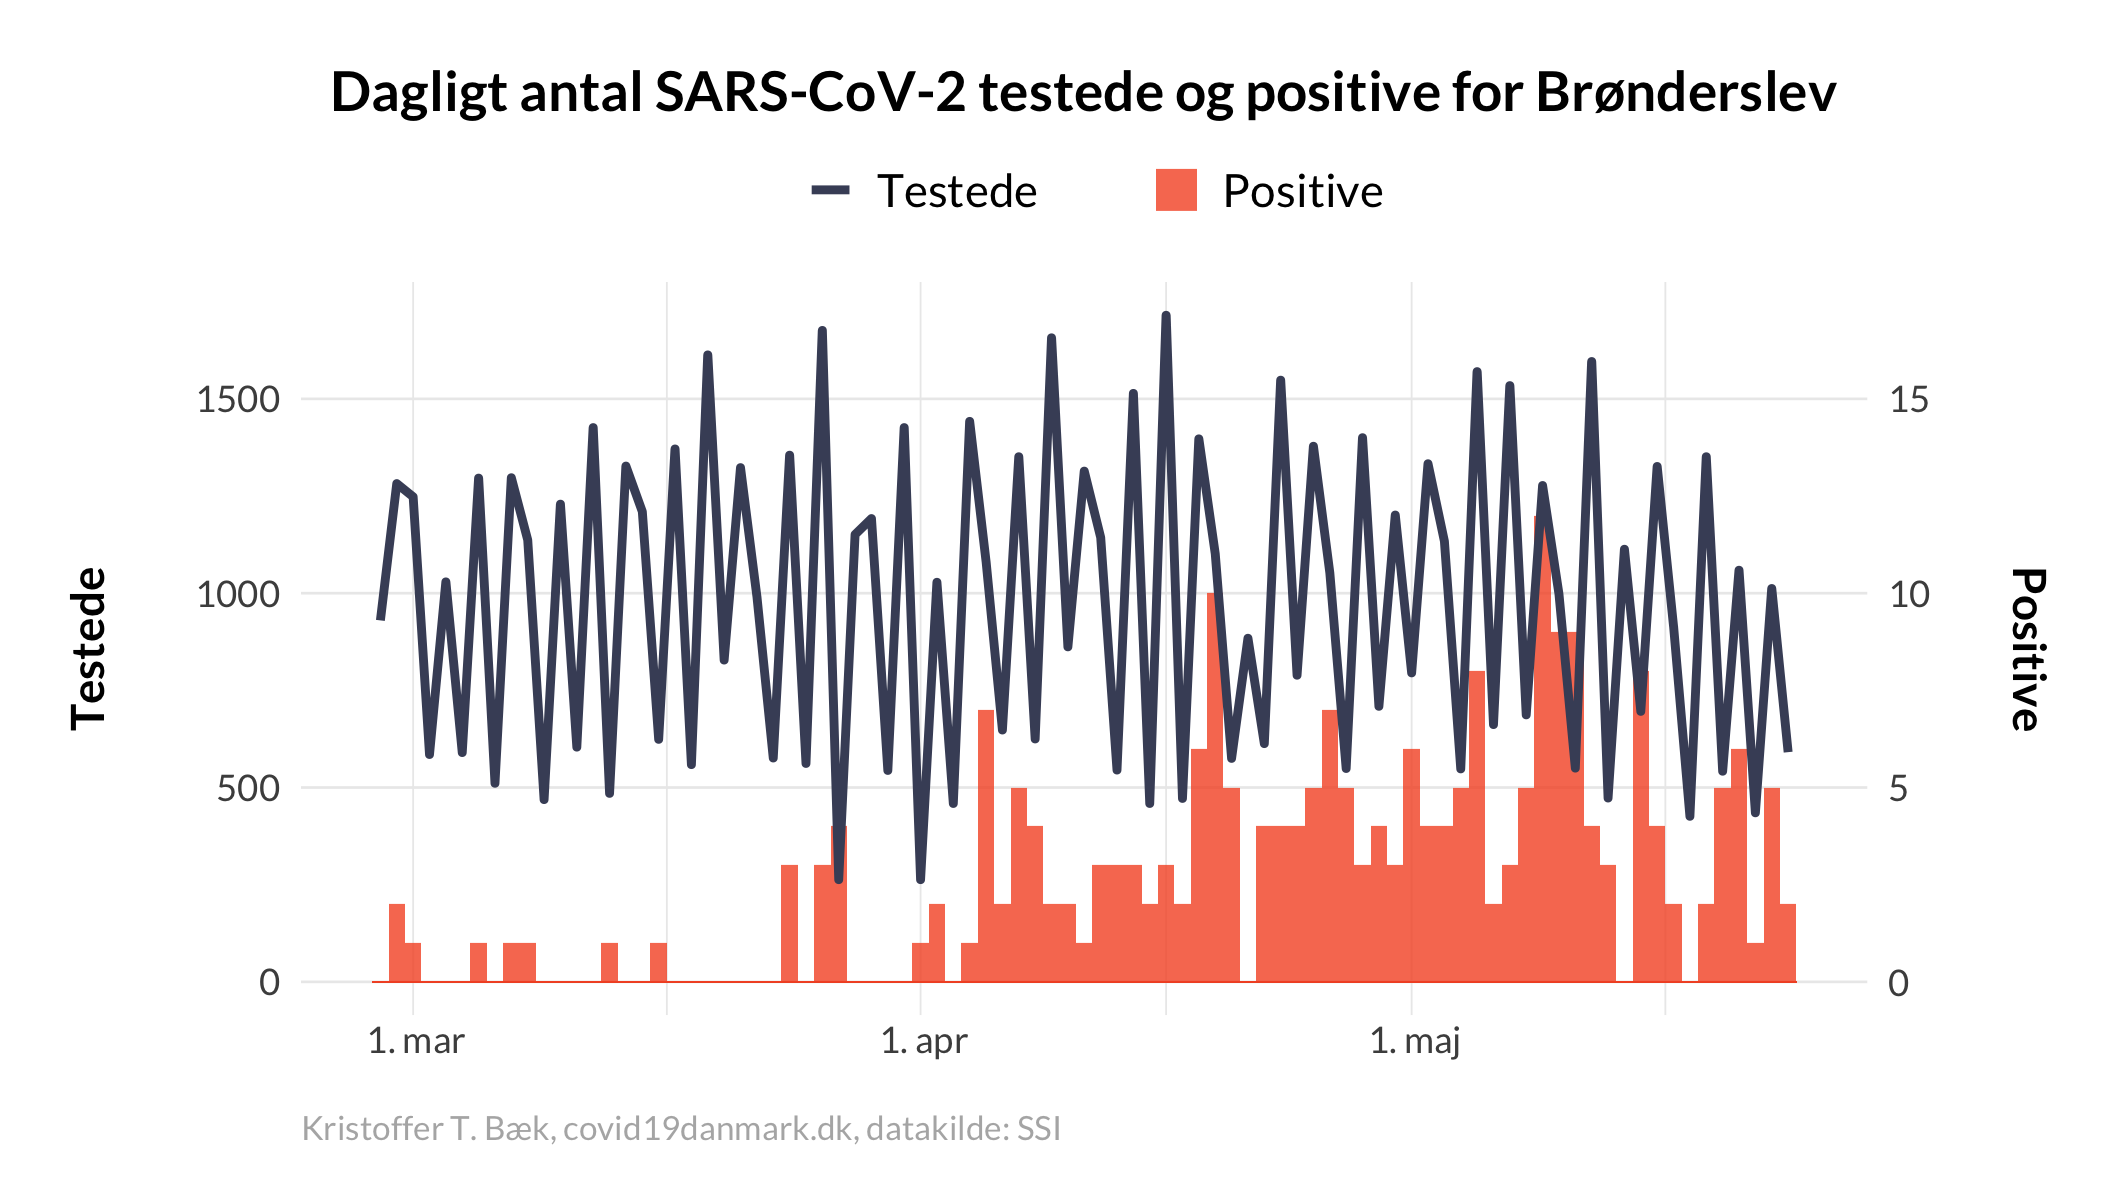 Dagligt antal SARS-CoV-2 testede og positive for Brønderslev
Testede
Positive
1500
1000
500
0
15
10
5
0
Testede
Positive
1. mar
1. apr
1. maj
Kristoffer T. Bæk, covid19danmark.dk, datakilde: SSI